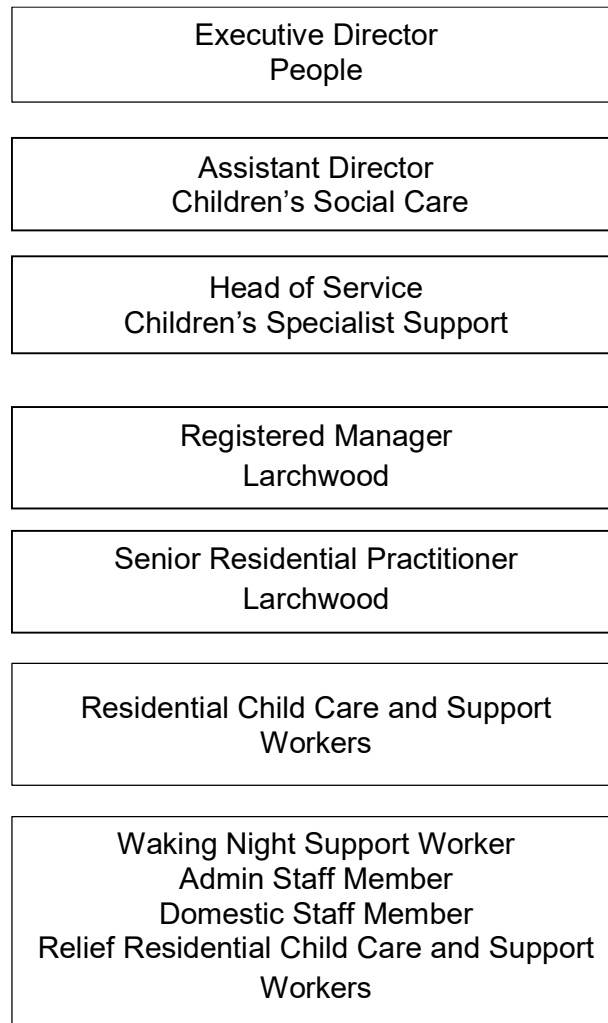 Executive Director
People
Assistant Director
Children’s Social Care
Head of Service
Children’s Specialist Support
Registered Manager
Larchwood
Senior Residential Practitioner
Larchwood
Residential Child Care and Support
Workers
Waking Night Support Worker
Admin Staff Member
Domestic Staff Member
Relief Residential Child Care and Support
Workers